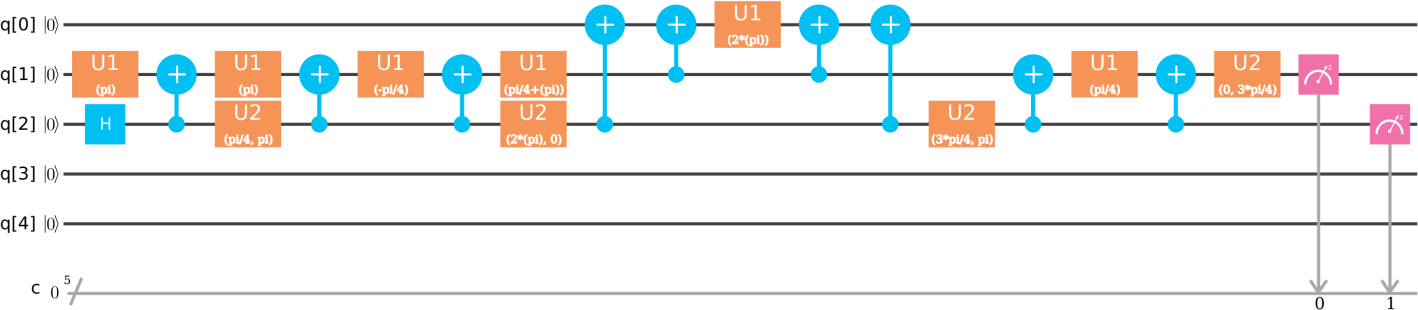 q[0] |0⟩ + + U1 + +
(2*(pi))
q[1] |0⟩ U1 + U1 + U1 + U1 + U1 + U2 z
(pi) (pi) (-pi/4) (pi/4+(pi)) (pi/4) (0, 3*pi/4)
q[2] |0⟩ H U2 U2 U2 z
(pi/4, pi) (2*(pi), 0) (3*pi/4, pi)
q[3] |0⟩
q[4] |0⟩
c 0 5
0 1